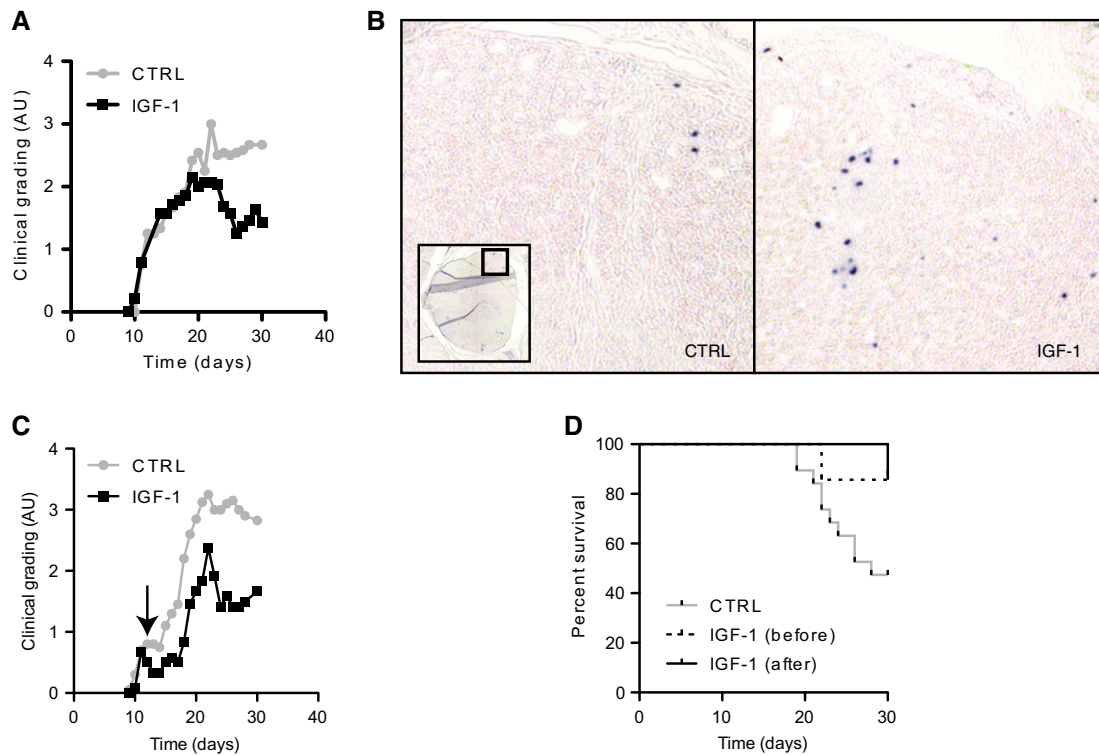 A
4
3
2
1
0
CTRL
IGF-1
Clinical grading (AU)
0 10 20 30 40
Time (days)
B
CTRL
IGF-1
C
4
3
2
1
0
CTRL
IGF-1
Clinical grading (AU)
0 10 20 30 40
Time (days)
D
100
80
60
40
20
0
Percent survival
CTRL
IGF-1 (before)
IGF-1 (after)
0 10 20 30
Time (days)